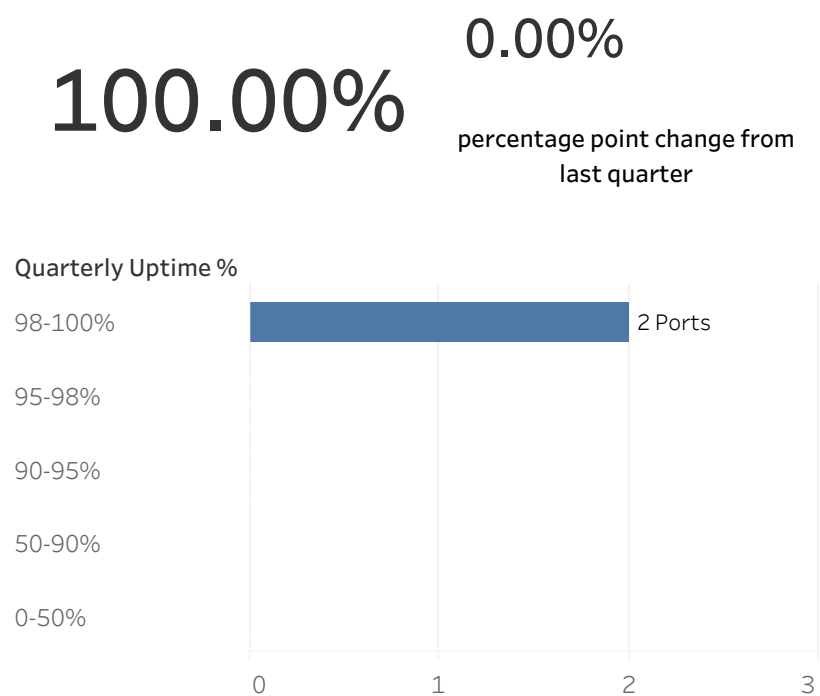 100.00%
0.00%
percentage point change from
last quarter
Quarterly Uptime %
98-100%
2 Ports
95-98%
90-95%
50-90%
0-50%
0
1
2
3